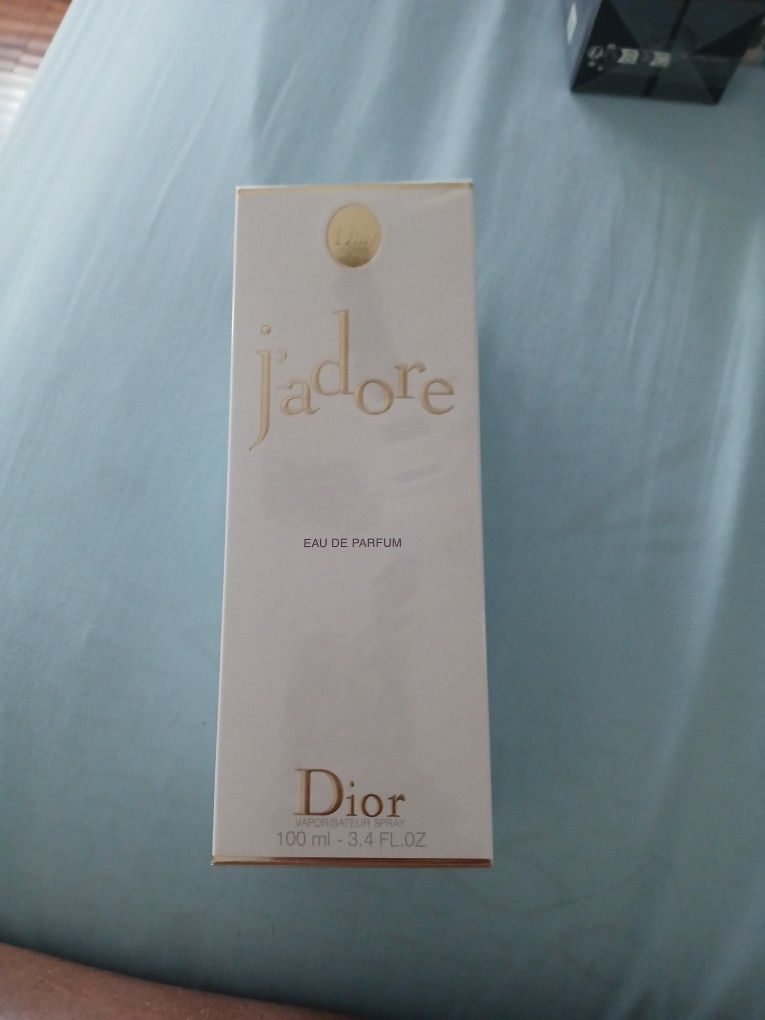 Dior
j'adore
EAU DE PARFUM
Dior
VAPORISATEUR SPRAY
100 ml - 3.4 FL.OZ